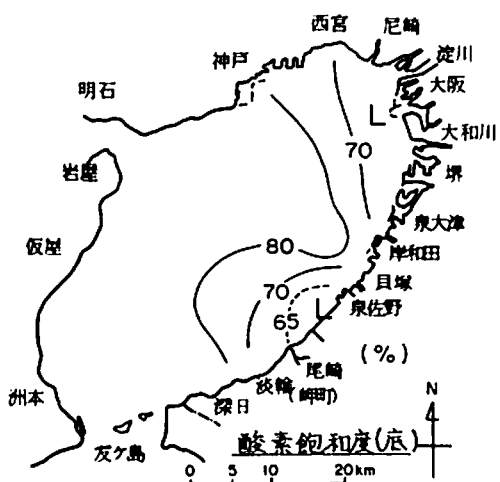 西宮
尼崎
淀川
神戸
大阪
明石
L
大和川
70
岩屋
堺
泉大津
仮屋
80
岸和田
貝塚
70
L
泉佐野
65
(%)
尾崎
淡輪
(岬町)
洲本
深日
N
友ケ島
酸素飽和度(底)
0 5 10 20km